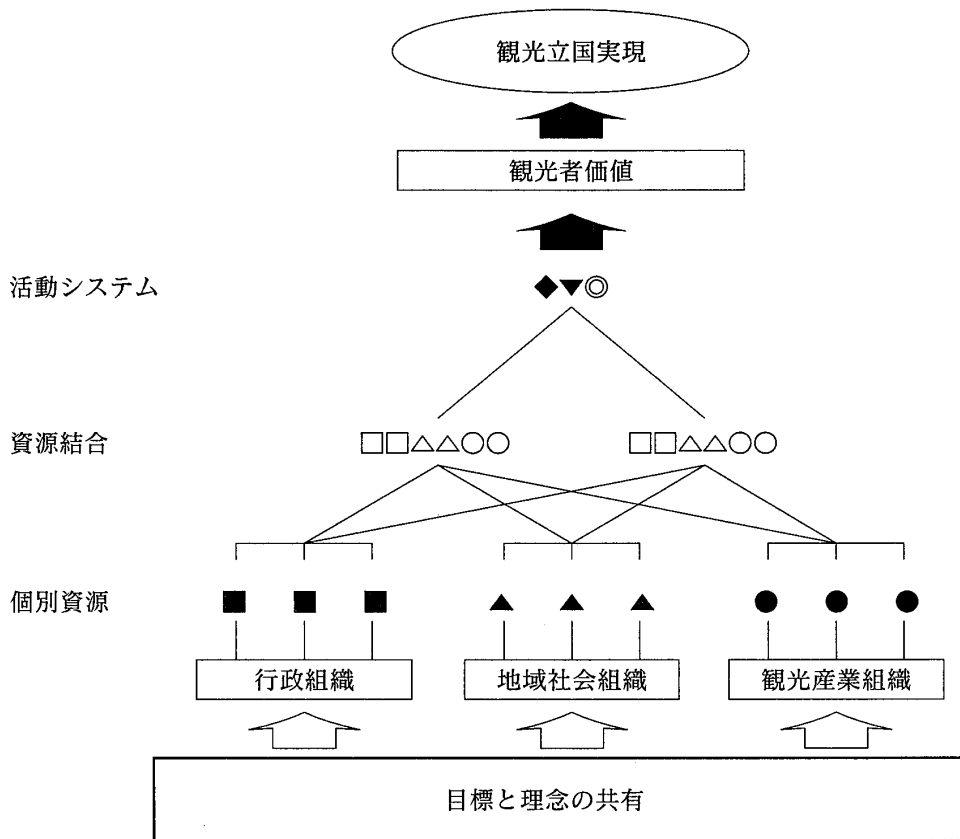 観光立国実現
観光者価値
活動システム
資源結合
個別資源
行政組織
地域社会組織
観光産業組織
目標と理念の共有